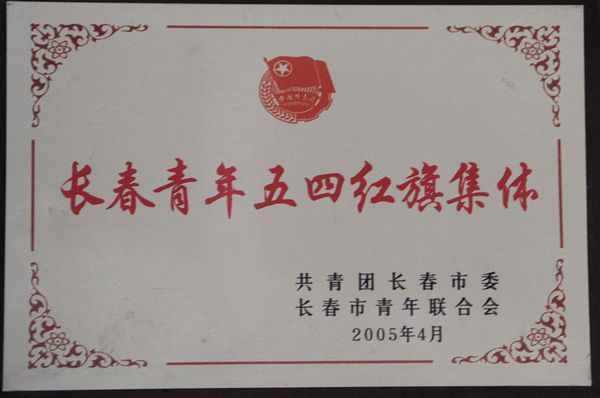 长春青年五四红旗集体
共青团长春市委
长春市青年联合会
2005年4月